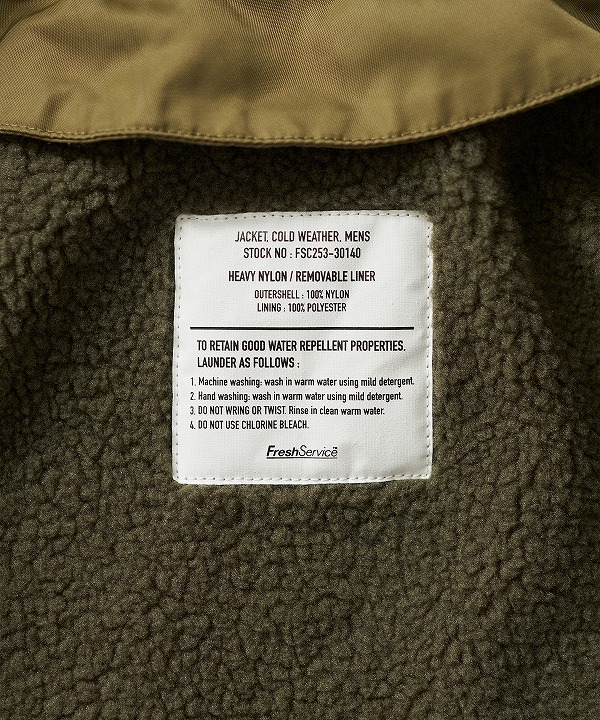 JACKET, COLD WEATHER, MENS
STOCK NO : FSC253-30140
HEAVY NYLON / REMOVABLE LINER
OUTERSHELL : 100% NYLON
LINING : 100% POLYESTER
TO RETAIN GOOD WATER REPELLENT PROPERTIES,
LAUNDER AS FOLLOWS :
1. Machine washing: wash in warm water using mild detergent.
2. Hand washing: wash in warm water using mild detergent.
3. DO NOT WRING OR TWIST. Rinse in clean warm water.
4. DO NOT USE CHLORINE BLEACH.
FreshService™